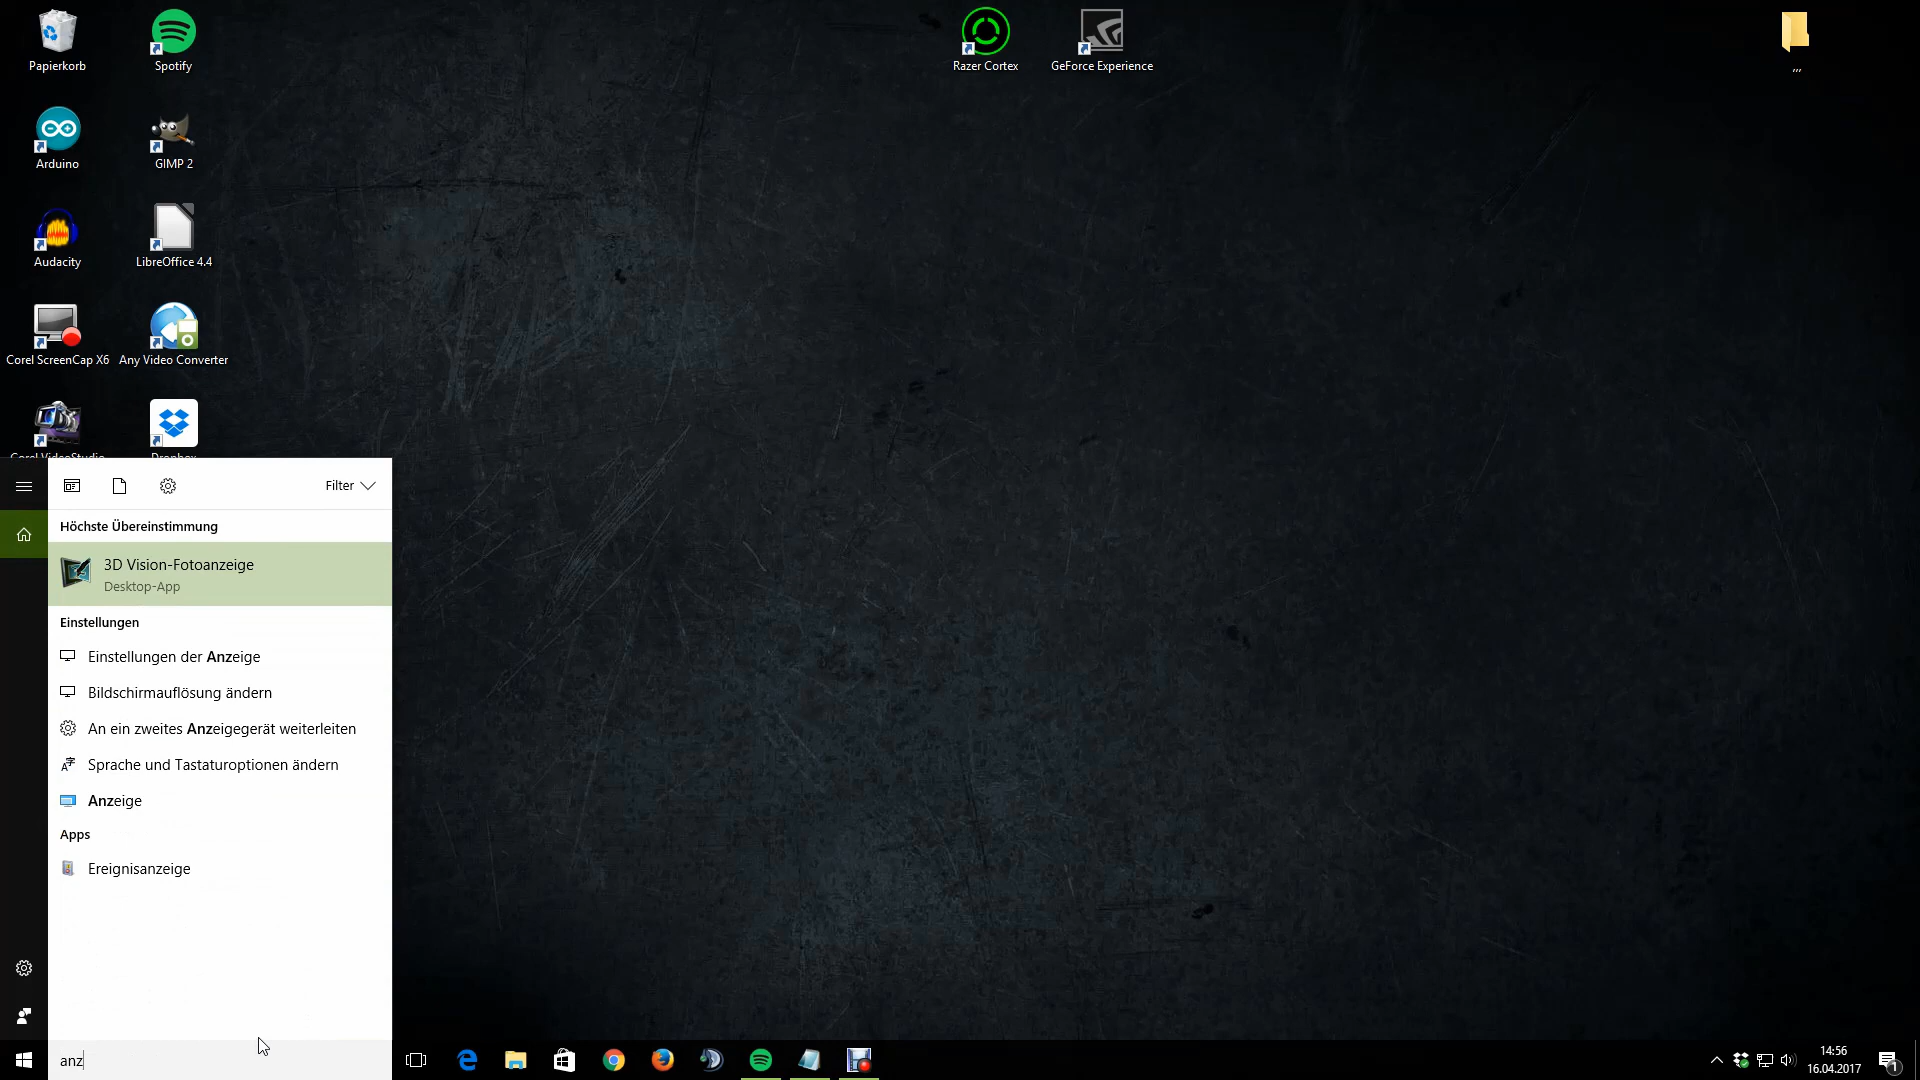 Papierkorb
Spotify
Razer Cortex
GeForce Experience
,,,
Arduino
GIMP 2
Audacity
LibreOffice 4.4
Corel ScreenCap X6
Any Video Converter
Corel VideoStudio
Dropbox
Filter
Höchste Übereinstimmung
3D Vision-Fotoanzeige
Desktop-App
Einstellungen
Einstellungen der Anzeige
Bildschirmauflösung ändern
An ein zweites Anzeigegerät weiterleiten
Sprache und Tastaturoptionen ändern
Anzeige
Apps
Ereignisanzeige
anz
14:56
16.04.2017
1